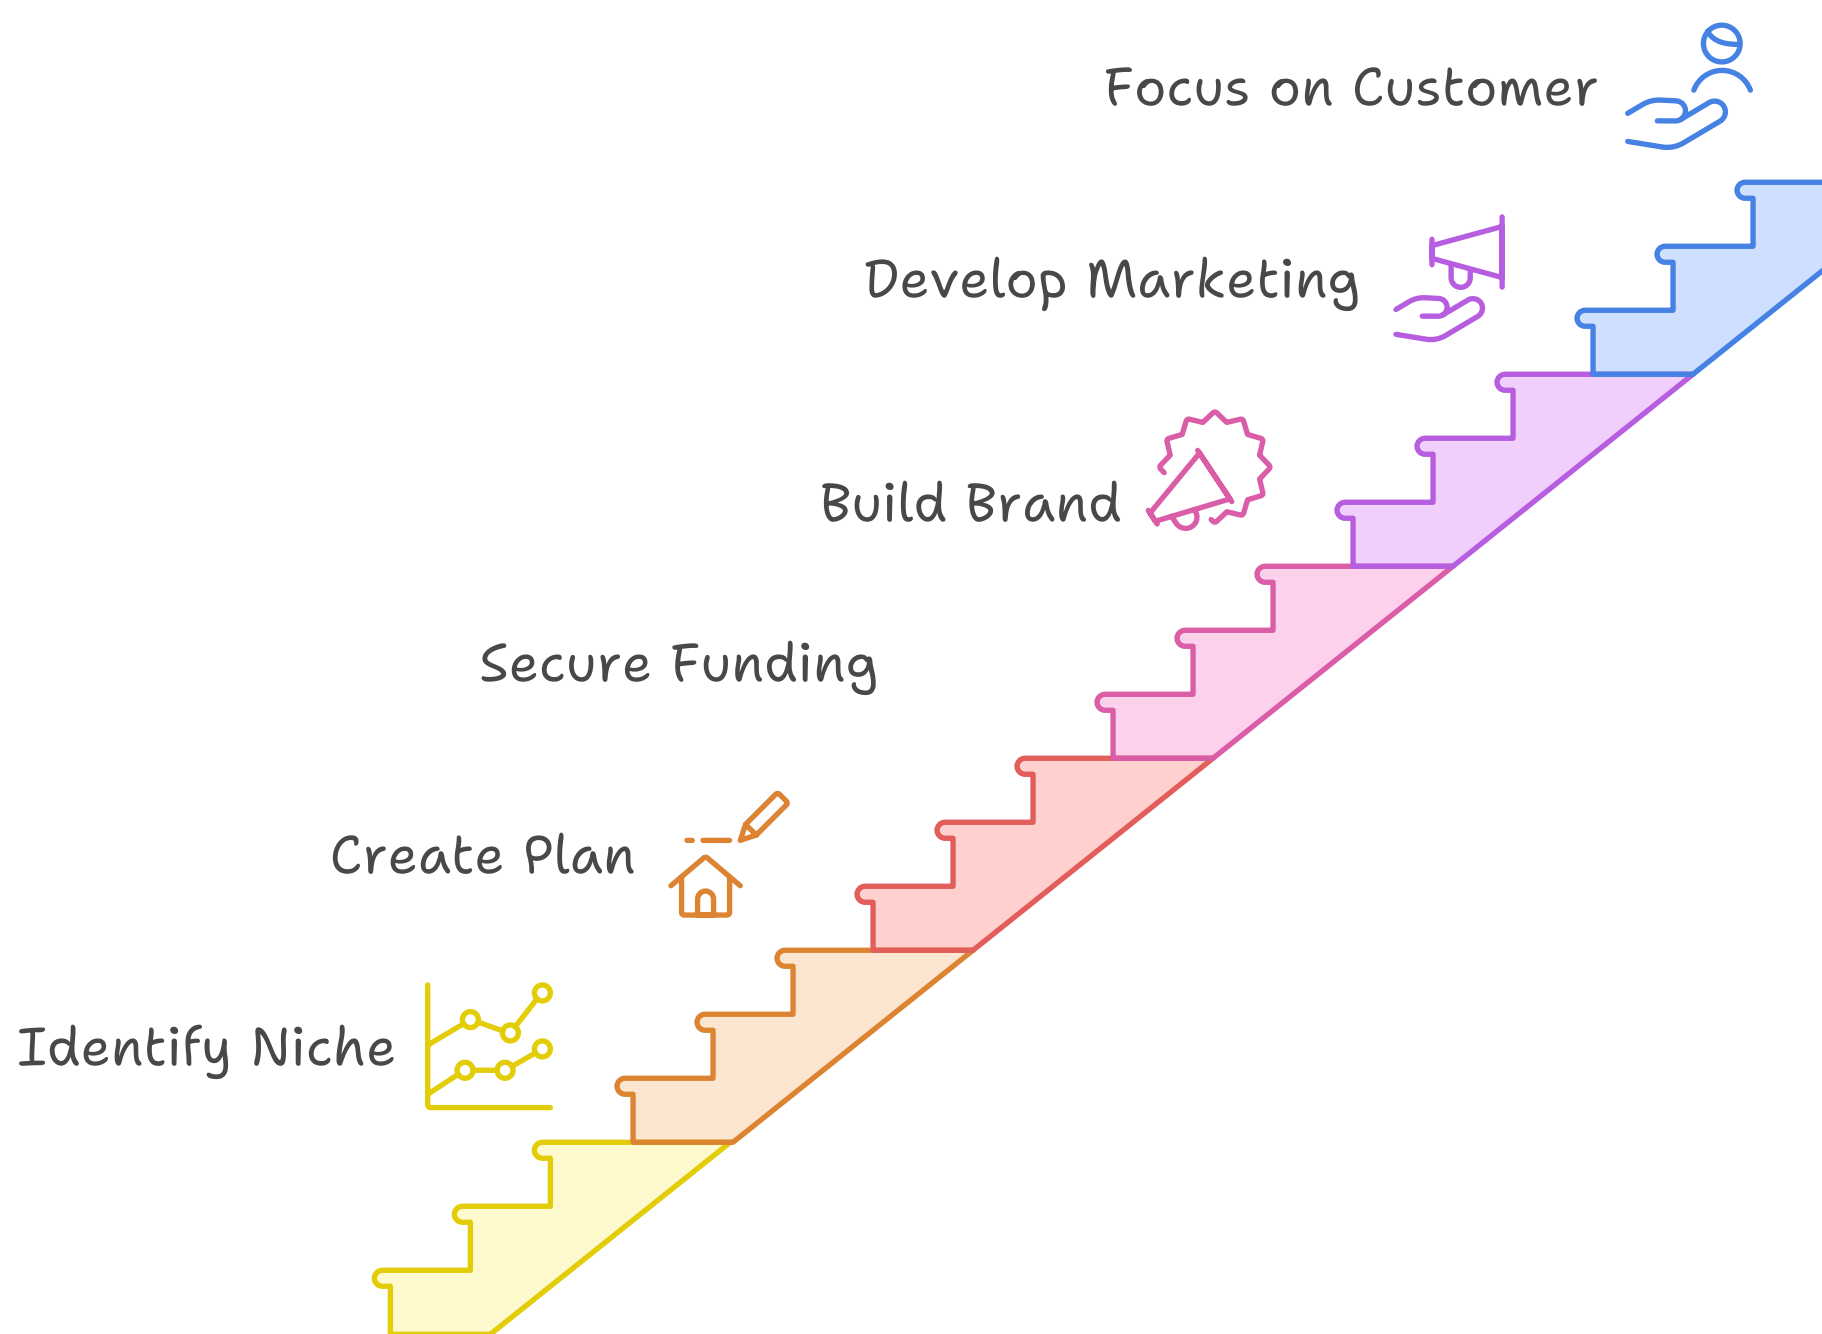 Focus on Customer
Develop Marketing
Build Brand
Secure Funding
Create Plan
Identify Niche